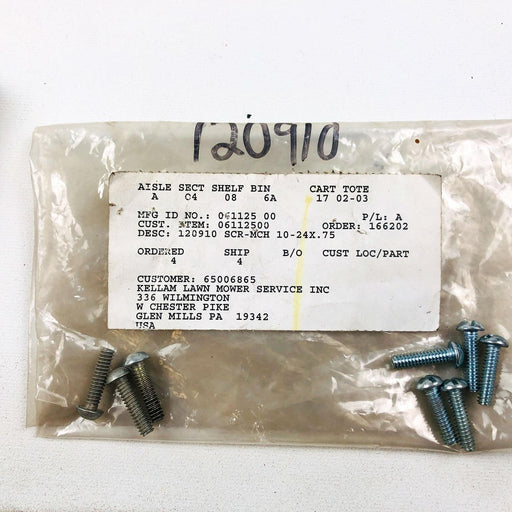 120910
AISLE SECT SHELF BIN CART TOTE
A C4 08 6A 17 02-03
MFG ID NO.: 061125 00 P/L: A
CUST. ITEM: 06112500 ORDER: 166202
DESC: 120910 SCR-MCH 10-24X.75
ORDERED SHIP B/O CUST LOC/PART
4 4
CUSTOMER: 65006865
KELLAM LAWN MOWER SERVICE INC
336 WILMINGTON
W CHESTER PIKE
GLEN MILLS PA 19342
USA